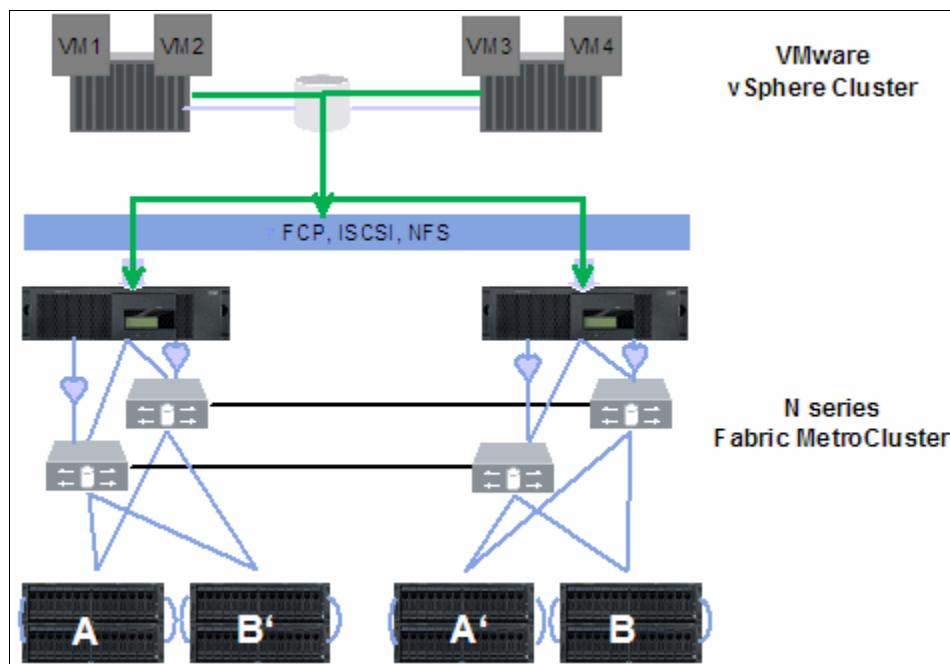 VM1
VM2
VM3
VM4
VMware
vSphere Cluster
FCP, ISCSI, NFS
N series
Fabric MetroCluster
A
B‘
A‘
B